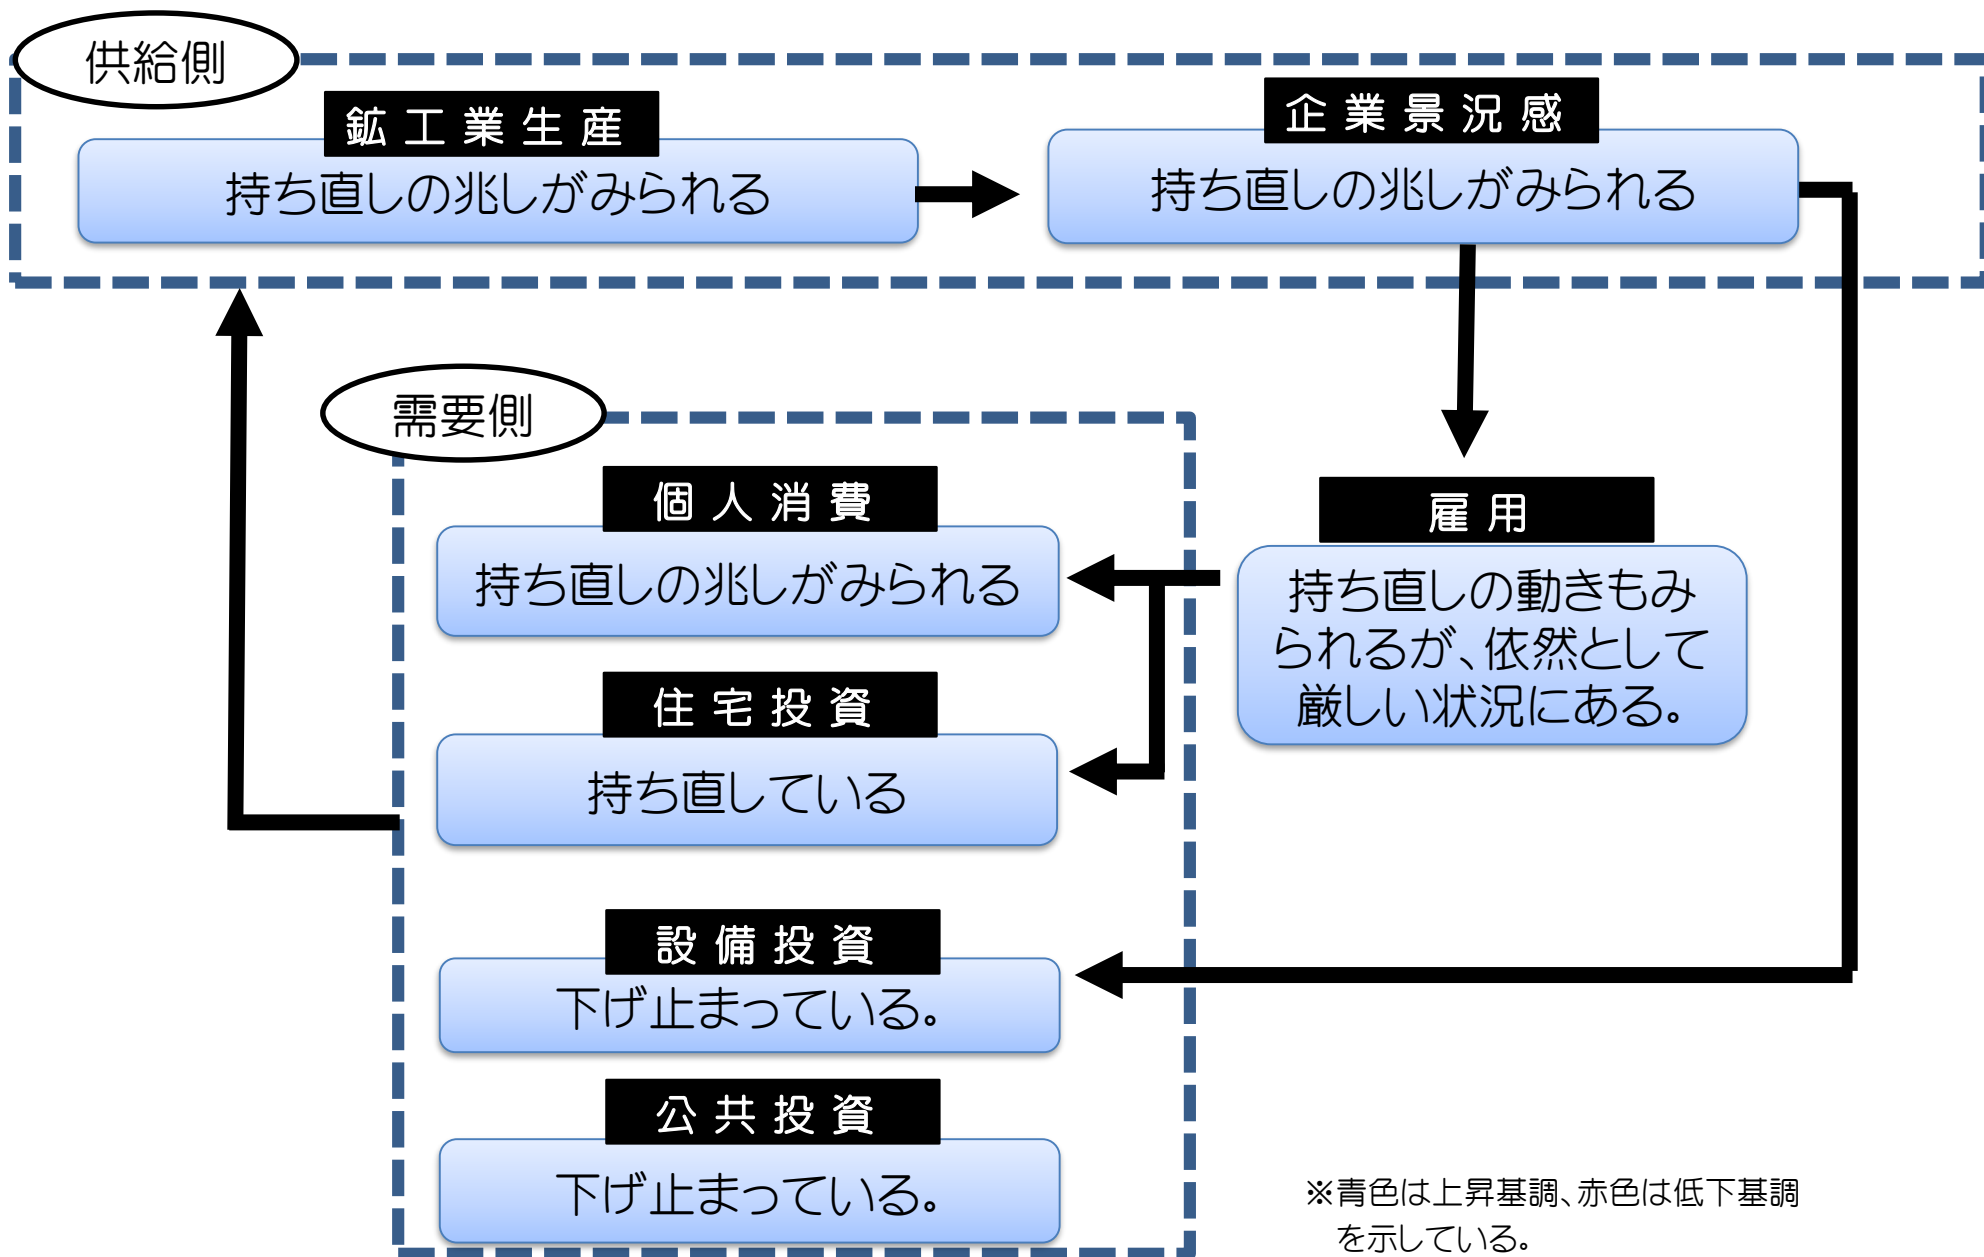 供給側
鉱工業生産
持ち直しの兆しがみられる
企業景況感
持ち直しの兆しがみられる
需要側
個人消費
持ち直しの兆しがみられる
雇用
持ち直しの動きもみ
られるが、依然として
厳しい状況にある。
住宅投資
持ち直している
設備投資
下げ止まっている。
公共投資
下げ止まっている。
※青色は上昇基調、赤色は低下基調
を示している。